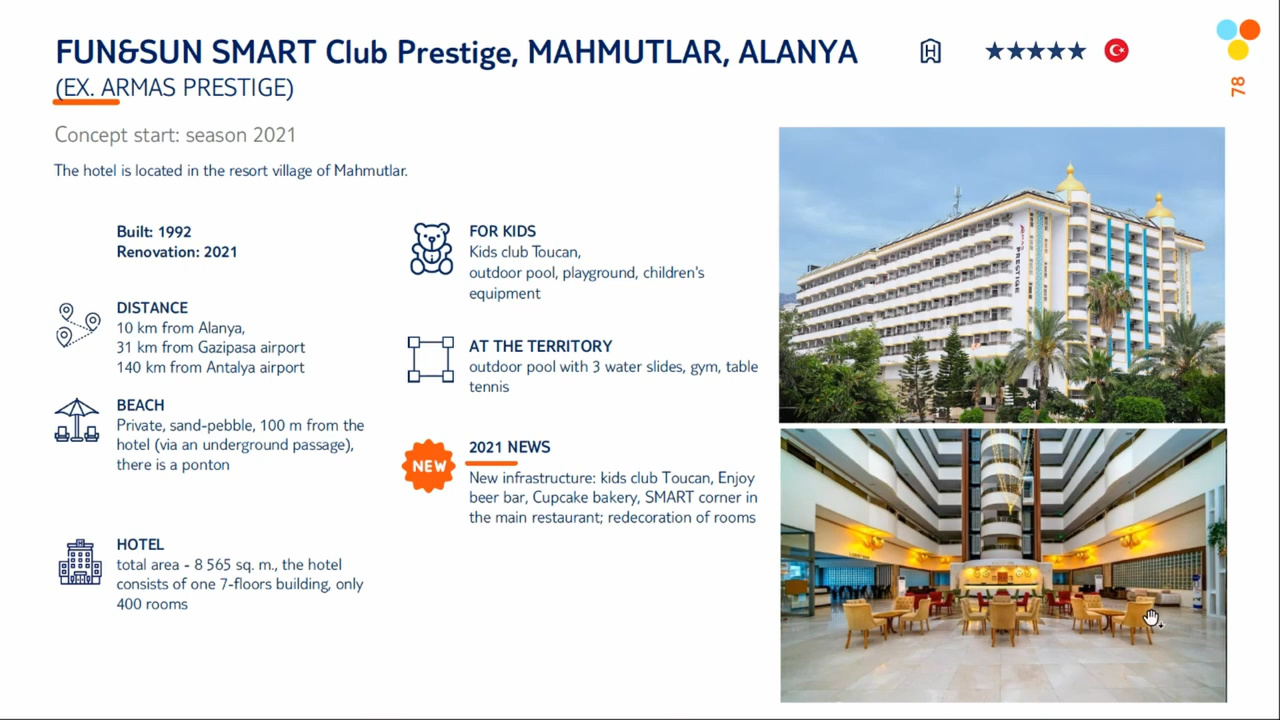 FUN&SUN SMART Club Prestige, MAHMUTLAR, ALANYA
(EX. ARMAS PRESTIGE)
78
Concept start: season 2021
The hotel is located in the resort village of Mahmutlar.
Built: 1992
Renovation: 2021
DISTANCE
10 km from Alanya,
31 km from Gazipasa airport
140 km from Antalya airport
BEACH
Private, sand-pebble, 100 m from the
hotel (via an underground passage),
there is a ponton
HOTEL
total area - 8 565 sq. m., the hotel
consists of one 7-floors building, only
400 rooms
FOR KIDS
Kids club Toucan,
outdoor pool, playground, children's
equipment
AT THE TERRITORY
outdoor pool with 3 water slides, gym, table
tennis
NEW
2021 NEWS
New infrastructure: kids club Toucan, Enjoy
beer bar, Cupcake bakery, SMART corner in
the main restaurant; redecoration of rooms
PRESTIGE